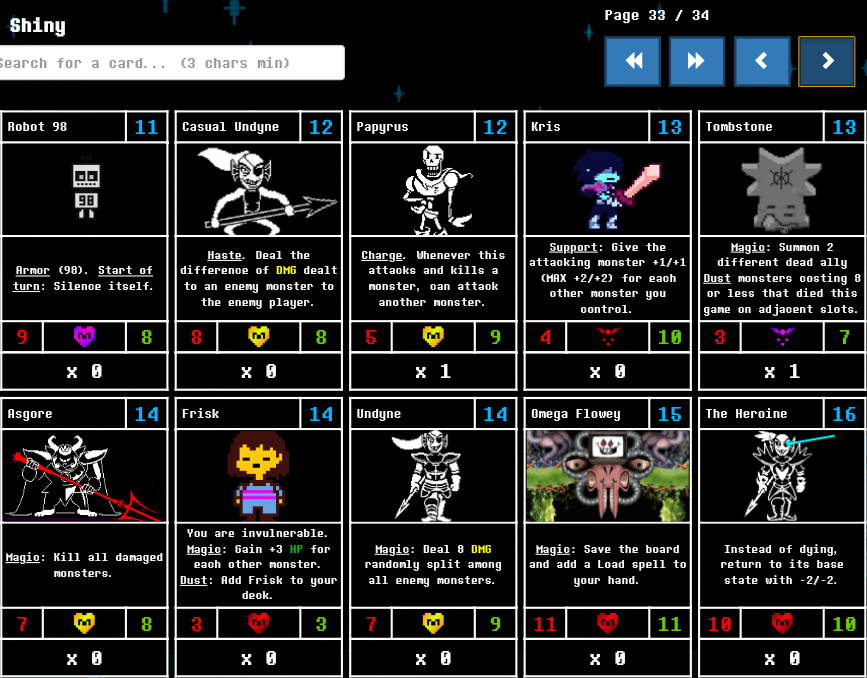 Shiny
Page 33 / 34
Search for a card... (3 chars min)
Robot 98 11
98
Armor (98). Start of
turn: Silence itself.
9 8
x 0
Casual Undyne 12
Haste. Deal the
difference of DMG dealt
to an enemy monster to
the enemy player.
8 8
x 0
Papyrus 12
Charge. Whenever this
attacks and kills a
monster, can attack
another monster.
5 9
x 1
Kris 13
Support: Give the
attacking monster +1/+1
(MAX +2/+2) for each
other monster you
control.
4 10
x 0
Tombstone 13
Magic: Summon 2
different dead ally
Dust monsters costing 8
or less that died this
game on adjacent slots.
3 7
x 1
Asgore 14
Magic: Kill all damaged
monsters.
7 8
x 0
Frisk 14
You are invulnerable.
Magic: Gain +3 HP for
each other monster.
Dust: Add Frisk to your
deck.
3 3
x 0
Undyne 14
Magic: Deal 8 DMG
randomly split among
all enemy monsters.
7 9
x 0
Omega Flowey 15
Magic: Save the board
and add a Load spell to
your hand.
11 11
x 0
The Heroine 16
Instead of dying,
return to its base
state with -2/-2.
10 10
x 0